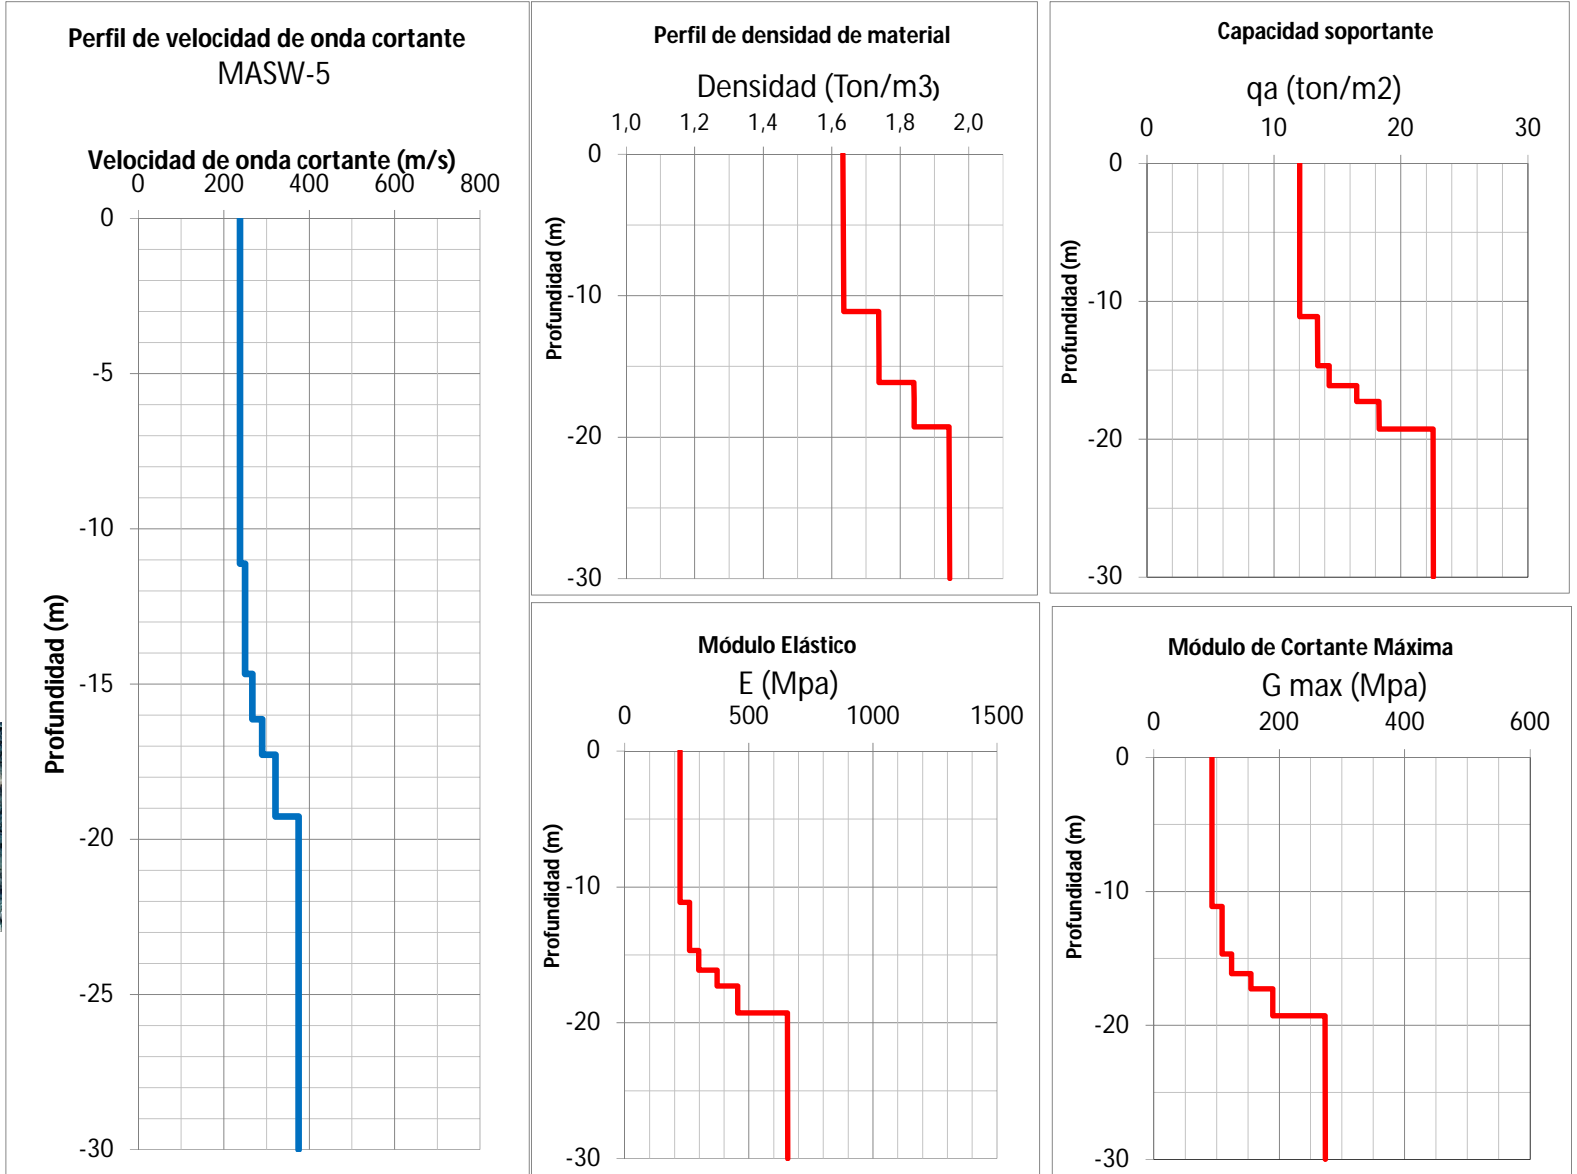 Perfil de velocidad de onda cortante
MASW-5
Velocidad de onda cortante (m/s)
0 200 400 600 800
0
-5
-10
-15
-20
-25
-30
Profundidad (m)
Perfil de densidad de material
Densidad (Ton/m3)
1,0 1,2 1,4 1,6 1,8 2,0
0
-10
-20
-30
Profundidad (m)
Capacidad soportante
qa (ton/m2)
0 10 20 30
0
-10
-20
-30
Profundidad (m)
Módulo Elástico
E (Mpa)
0 500 1000 1500
0
-10
-20
-30
Profundidad (m)
Módulo de Cortante Máxima
G max (Mpa)
0 200 400 600
0
-10
-20
-30
Profundidad (m)